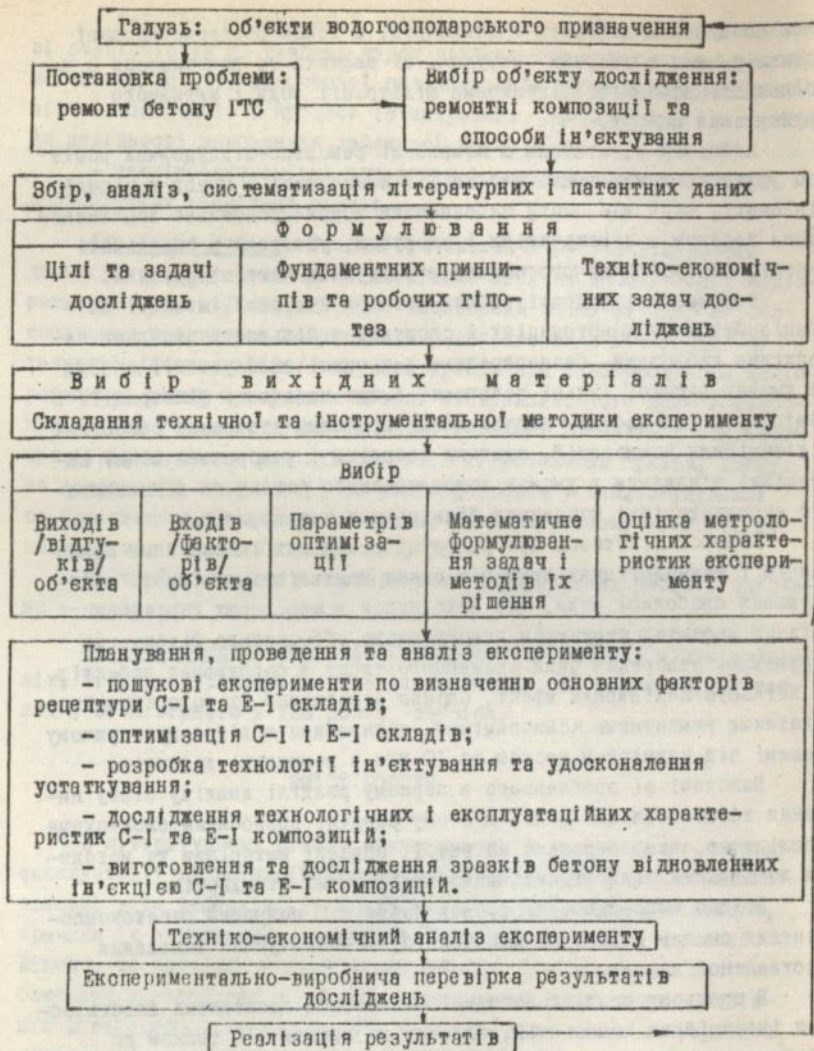 Галузь: об'екти водогосподарського призначення
Постановка проблеми:
ремонт бетону ГТС
Вибір об'екту дослідження:
ремонтні композиції та
способи ін'єктування
Збір, аналіз, систематизація літературних і патентних даних
Формулювання
Цілі та задачі
досліджень
Фундаментних принци-
пів та робочих гіпо-
тез
Техніко-економіч-
них задач дос-
ліджень
Вибір вихідних матеріалів
Складання технічної та інструментальної методики експерименту
Вибір
Виходів
/відгу-
ків/
об'екта
Входів
/факто-
рів/
об'екта
Параметрів
оптиміза-
ції
Математичне
формулюван-
ня задач і
методів їх
рішення
Оцінка метроло-
гічних характе-
ристик експери-
менту
Планування, проведення та аналіз експерименту:
- пошукові експерименти по визначенню основних факторів
рецептури С-І та Е-І складів;
- оптимізація С-І і Е-І складів;
- розробка технології ін'єктування та удосконалення
устаткування;
- дослідження технологічних і експлуатаційних характе-
ристик С-І та Е-І композицій;
- виготовлення та дослідження зразків бетону відновлених
ін'єкцією С-І та Е-І композицій.
Техніко-економічний аналіз експерименту
Експериментально-виробнича перевірка результатів
досліджень
Реалізація результатів